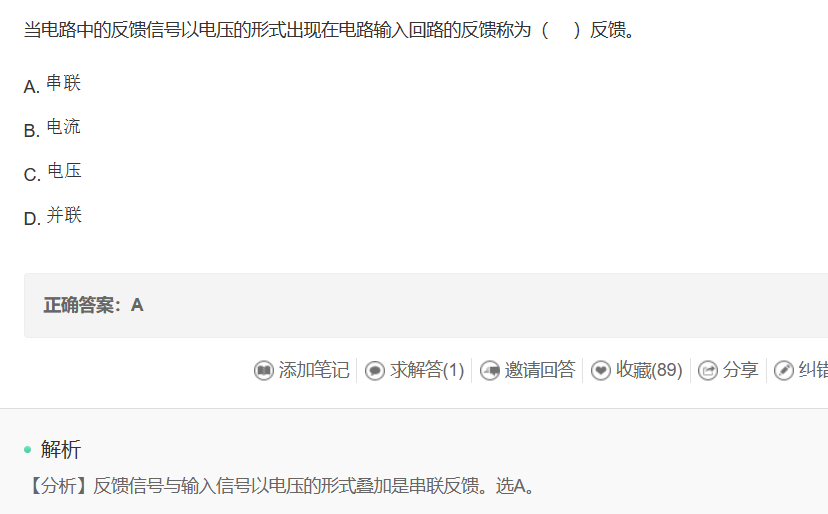 当电路中的反馈信号以电压的形式出现在电路输入回路的反馈称为（　）反馈。
A. 串联
B. 电流
C. 电压
D. 并联
正确答案：A
添加笔记 求解答(1) 邀请回答 收藏(89) 分享 纠错
解析
【分析】反馈信号与输入信号以电压的形式叠加是串联反馈。选A。